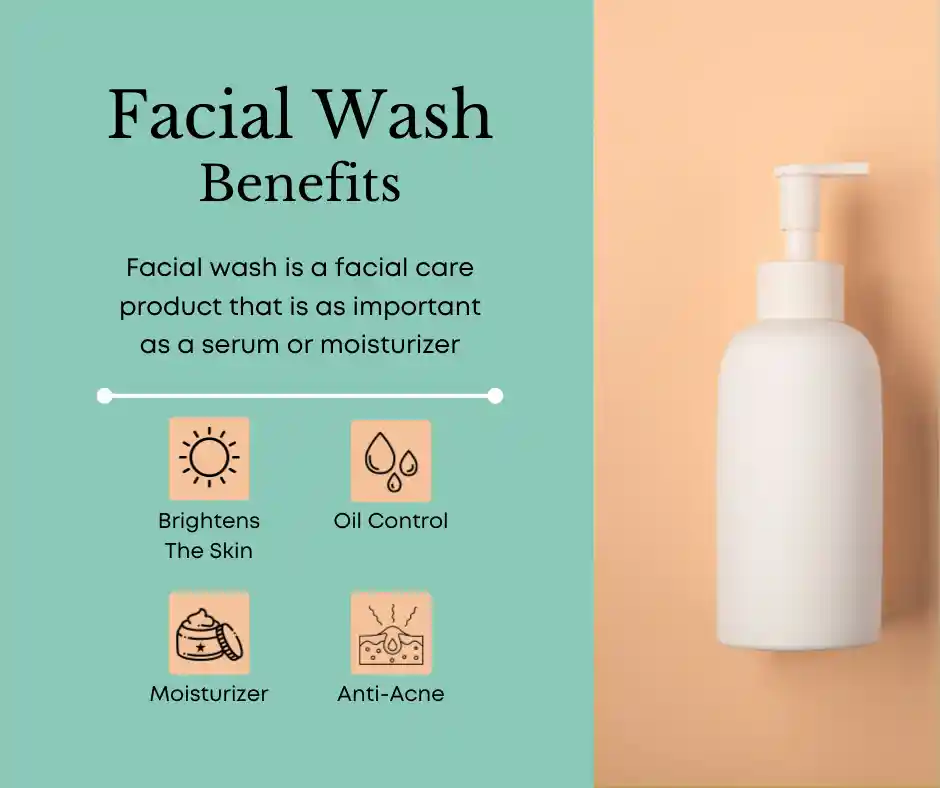 Facial Wash
Benefits
Facial wash is a facial care
product that is as important
as a serum or moisturizer
Brightens
The Skin
Oil Control
Moisturizer
Anti-Acne